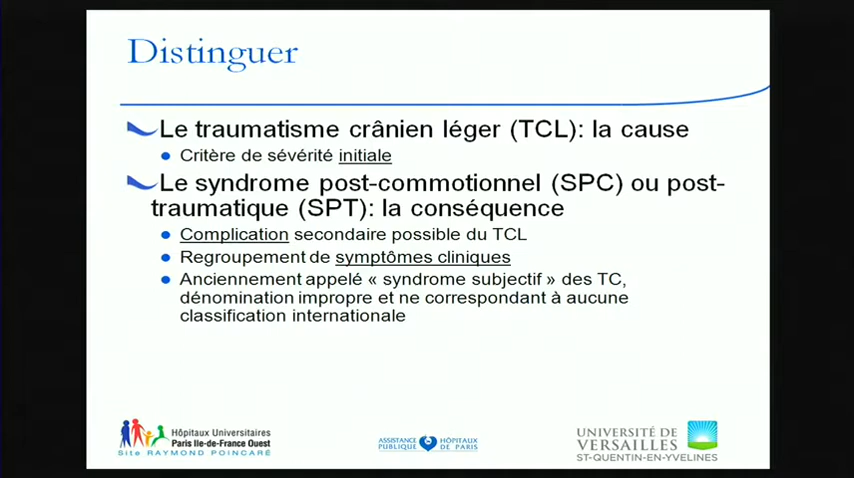 Distinguer
Le traumatisme crânien léger (TCL): la cause
Critère de sévérité initiale
Le syndrome post-commotionnel (SPC) ou post-
traumatique (SPT): la conséquence
Complication secondaire possible du TCL
Regroupement de symptômes cliniques
Anciennement appelé « syndrome subjectif » des TC,
dénomination impropre et ne correspondant à aucune
classification internationale
Hôpitaux Universitaires
Paris Ile-de-France Ouest
Site RAYMOND POINCARÉ
ASSISTANCE HÔPITAUX
PUBLIQUE DE PARIS
UNIVERSITÉ DE
VERSAILLES
ST-QUENTIN-EN-YVELINES